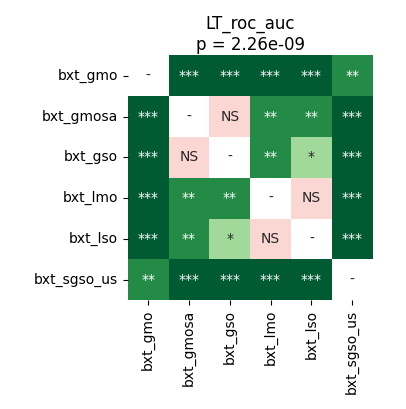 LT_roc_auc
p = 2.26e-09
bxt_gmo - *** *** *** *** **
bxt_gmosa *** - NS ** ** ***
bxt_gso *** NS - ** * ***
bxt_lmo *** ** ** - NS ***
bxt_lso *** ** * NS - ***
bxt_sgso_us ** *** *** *** *** -
bxt_gmo
bxt_gmosa
bxt_gso
bxt_lmo
bxt_lso
bxt_sgso_us